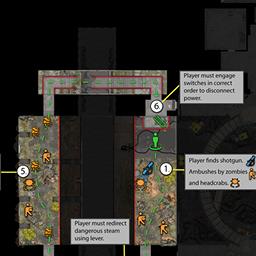 Player must engage
switches in correct
order to disconnect
power.
6
5
1
Player finds shotgun.
Ambushes by zombies
and headcrabs.
Player must redirect
dangerous steam
using lever.